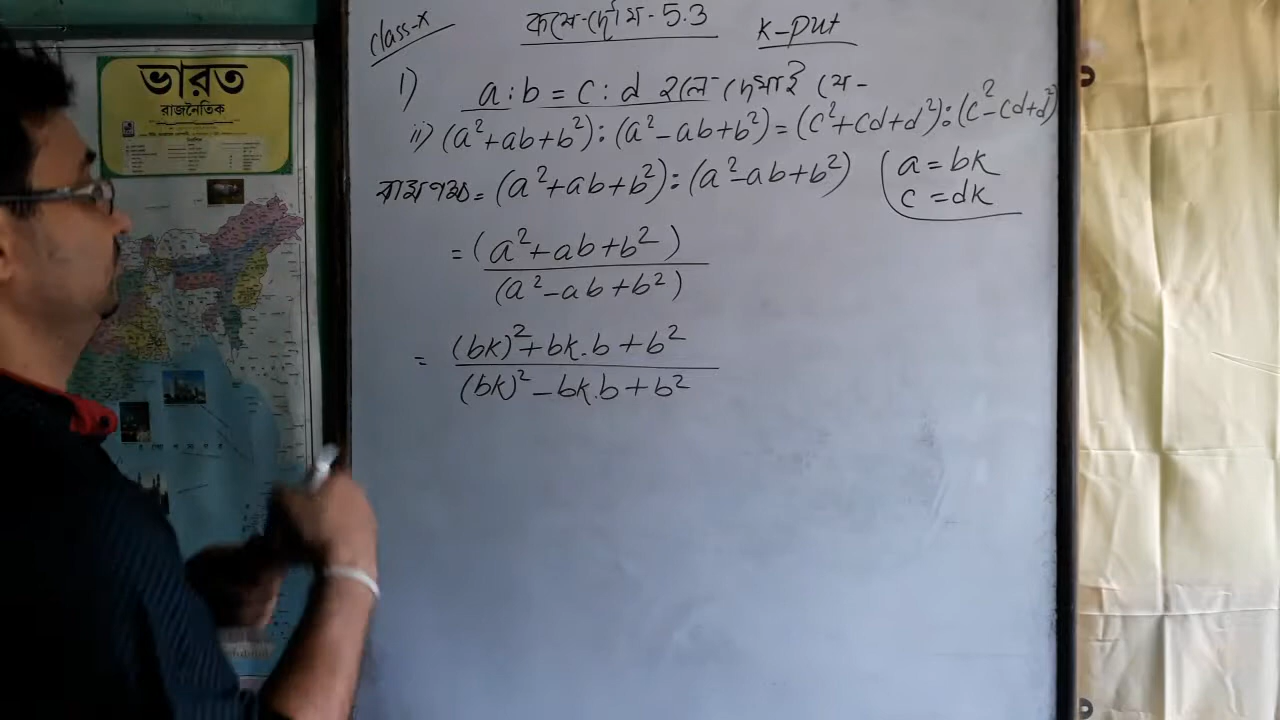 ভারত
রাজনৈতিক
class-X
কষে-দেখি-5.3 k-put
i) a:b = c:d হলে দেখাই যে-
ii) (a²+ab+b²):(a²-ab+b²)=(c²+cd+d²):(c²-cd+d²)
বামপক্ষ= (a²+ab+b²):(a²-ab+b²)
a=bk
c=dk
= (a²+ab+b²)
(a²-ab+b²)
= (bk)²+bk.b+b²
(bk)²-bk.b+b²